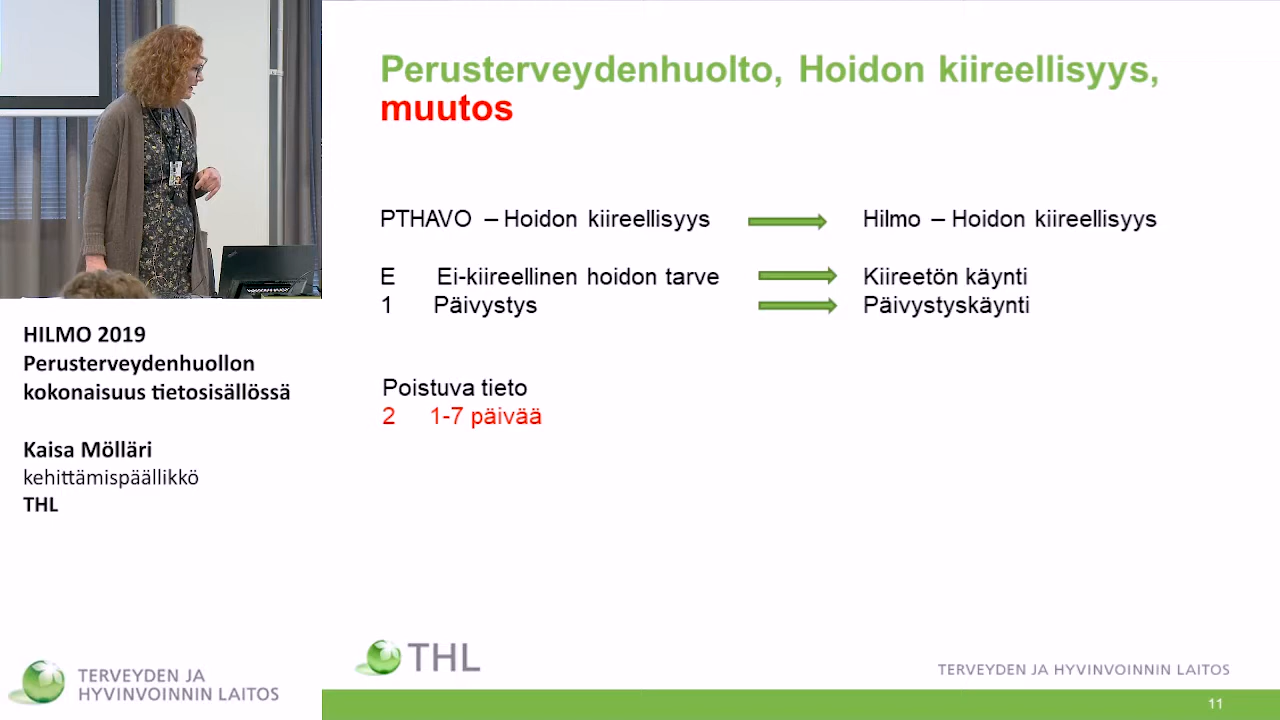 HILMO 2019
Perusterveydenhuollon
kokonaisuus tietosisällössä
Kaisa Mölläri
kehittämispäällikkö
THL
TERVEYDEN JA
HYVINVOINNIN LAITOS
Perusterveydenhuolto, Hoidon kiireellisyys,
muutos
PTHAVO – Hoidon kiireellisyys Hilmo – Hoidon kiireellisyys
E Ei-kiireellinen hoidon tarve Kiireetön käynti
1 Päivystys Päivystyskäynti
Poistuva tieto
2 1-7 päivää
THL
TERVEYDEN JA HYVINVOINNIN LAITOS
11